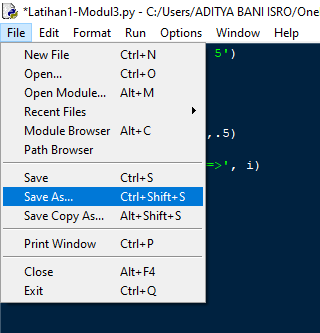 *Latihan1-Modul3.py - C:/Users/ADITYA BANI ISRO/One
File Edit Format Run Options Window Help
New File Ctrl+N
5')
Open... Ctrl+O
Open Module... Alt+M
Recent Files
Module Browser Alt+C
,.5)
Path Browser
=>', i)
Save Ctrl+S
Save As... Ctrl+Shift+S
Save Copy As... Alt+Shift+S
Print Window Ctrl+P
Close Alt+F4
Exit Ctrl+Q